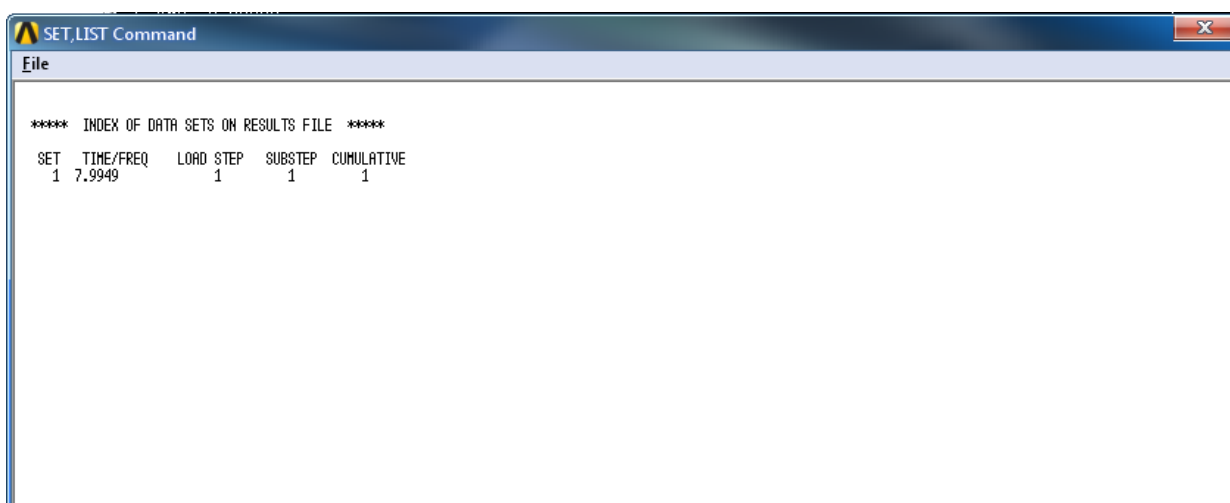 SET,LIST Command
File
***** INDEX OF DATA SETS ON RESULTS FILE *****
SET TIME/FREQ LOAD STEP SUBSTEP CUMULATIVE
1 7.9949 1 1 1